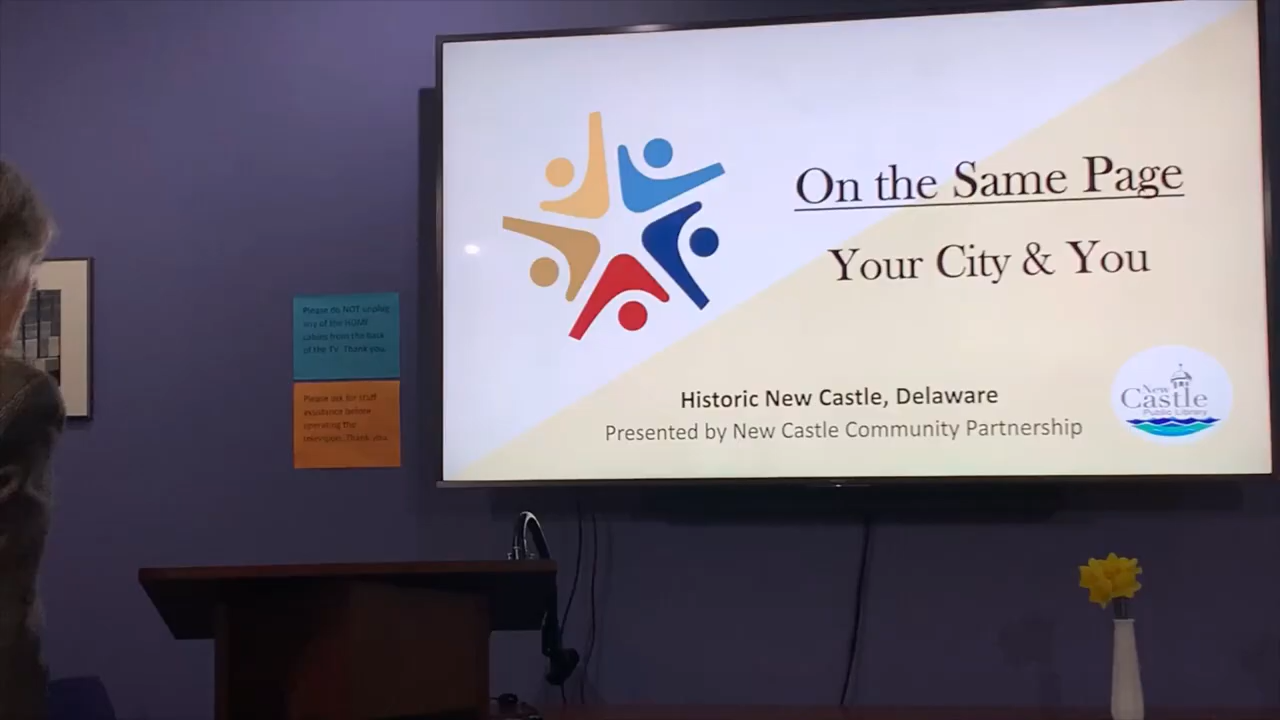 On the Same Page
Your City & You
Historic New Castle, Delaware
Presented by New Castle Community Partnership
New
Castle
Public Library
Please do NOT unplug
any of the HDMI
cables from the back
of the TV. Thank you.
Please ask for staff
assistance before
operating the
television. Thank you.